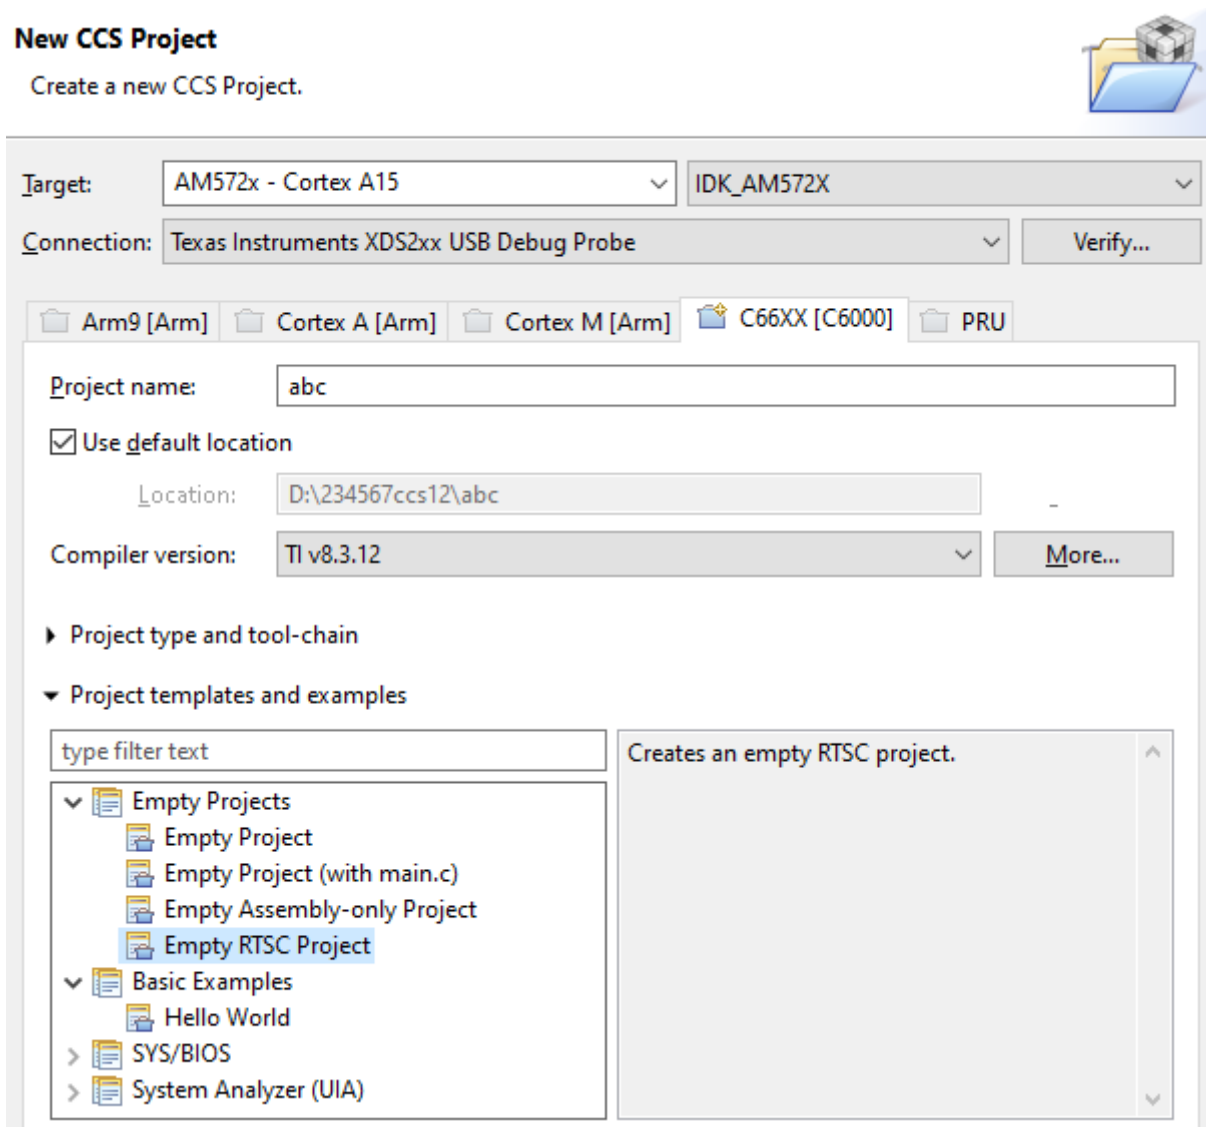 New CCS Project
Create a new CCS Project.
Target: AM572x - Cortex A15 IDK_AM572X
Connection: Texas Instruments XDS2xx USB Debug Probe Verify...
Arm9 [Arm] Cortex A [Arm] Cortex M [Arm] C66XX [C6000] PRU
Project name: abc
Use default location
Location: D:\234567ccs12\abc
Compiler version: TI v8.3.12 More...
Project type and tool-chain
Project templates and examples
type filter text
Creates an empty RTSC project.
Empty Projects
Empty Project
Empty Project (with main.c)
Empty Assembly-only Project
Empty RTSC Project
Basic Examples
Hello World
SYS/BIOS
System Analyzer (UIA)